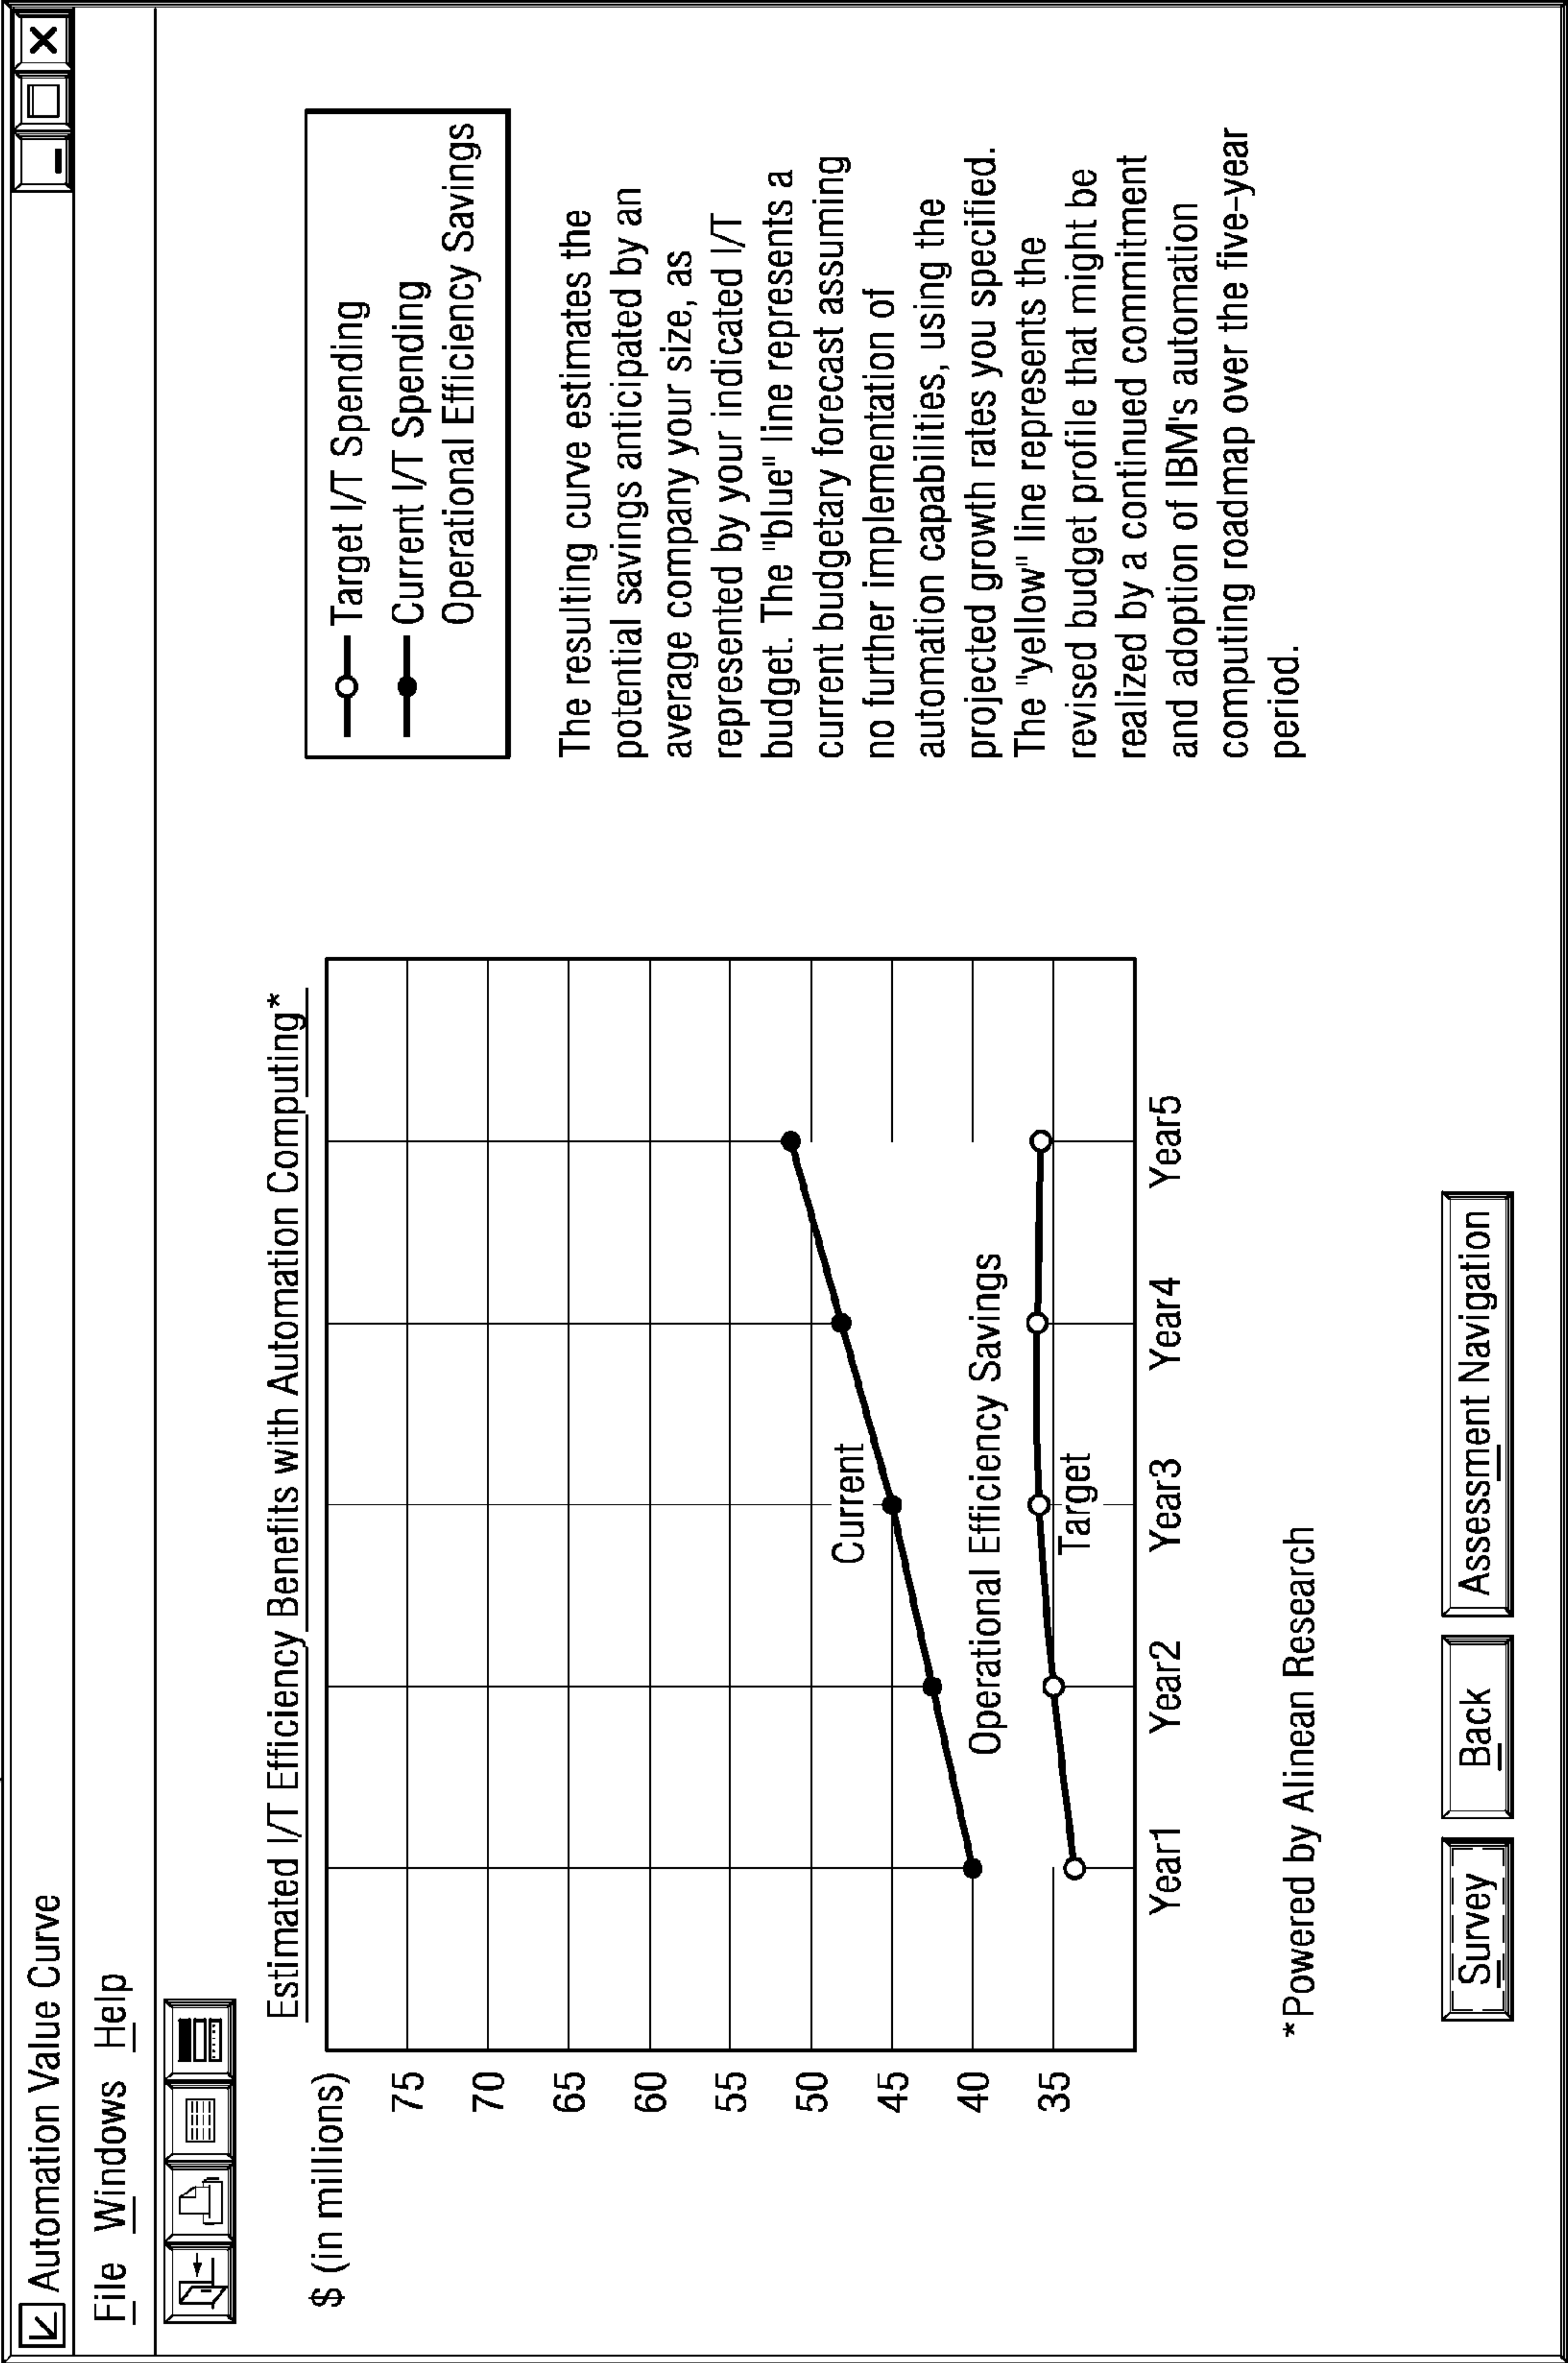 Automation Value Curve
File Windows Help
Estimated I/T Efficiency Benefits with Automation Computing*
$ (in millions)
75
70
65
60
55
50
45
40
35
Current
Operational Efficiency Savings
Target
Year1 Year2 Year3 Year4 Year5
*Powered by Alinean Research
Target I/T Spending
Current I/T Spending
Operational Efficiency Savings
The resulting curve estimates the
potential savings anticipated by an
average company your size, as
represented by your indicated I/T
budget. The "blue" line represents a
current budgetary forecast assuming
no further implementation of
automation capabilities, using the
projected growth rates you specified.
The "yellow" line represents the
revised budget profile that might be
realized by a continued commitment
and adoption of IBM's automation
computing roadmap over the five-year
period.
Survey Back Assessment Navigation